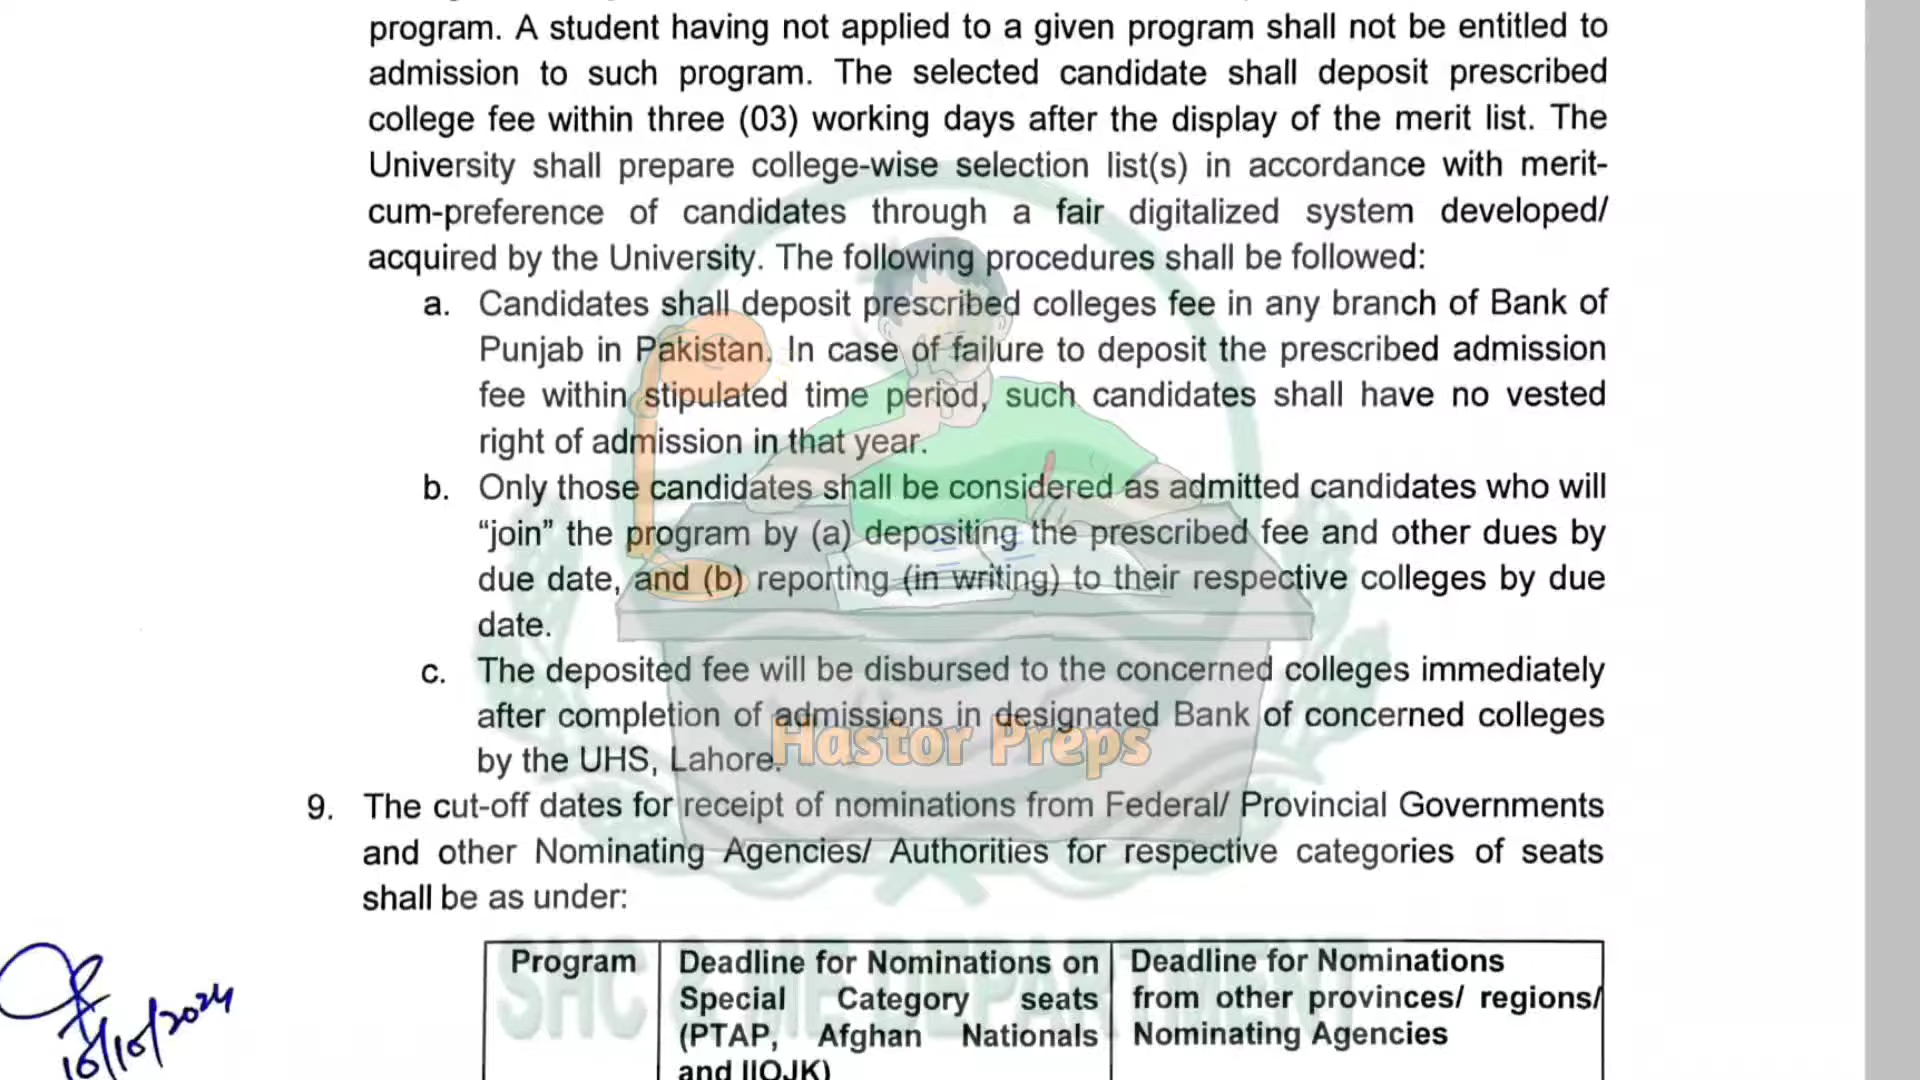 program. A student having not applied to a given program shall not be entitled to
admission to such program. The selected candidate shall deposit prescribed
college fee within three (03) working days after the display of the merit list. The
University shall prepare college-wise selection list(s) in accordance with merit-
cum-preference of candidates through a fair digitalized system developed/
acquired by the University. The following procedures shall be followed:
a. Candidates shall deposit prescribed colleges fee in any branch of Bank of
Punjab in Pakistan. In case of failure to deposit the prescribed admission
fee within stipulated time period, such candidates shall have no vested
right of admission in that year.
b. Only those candidates shall be considered as admitted candidates who will
“join” the program by (a) depositing the prescribed fee and other dues by
due date, and (b) reporting (in writing) to their respective colleges by due
date.
c. The deposited fee will be disbursed to the concerned colleges immediately
after completion of admissions in designated Bank of concerned colleges
by the UHS, Lahore.
Hastor Preps
9. The cut-off dates for receipt of nominations from Federal/ Provincial Governments
and other Nominating Agencies/ Authorities for respective categories of seats
shall be as under:
SHC & ME DEPARTMENT
Program
Deadline for Nominations on
Special Category seats
(PTAP, Afghan Nationals
and IIOJK)
Deadline for Nominations
from other provinces/ regions/
Nominating Agencies
16/10/2024